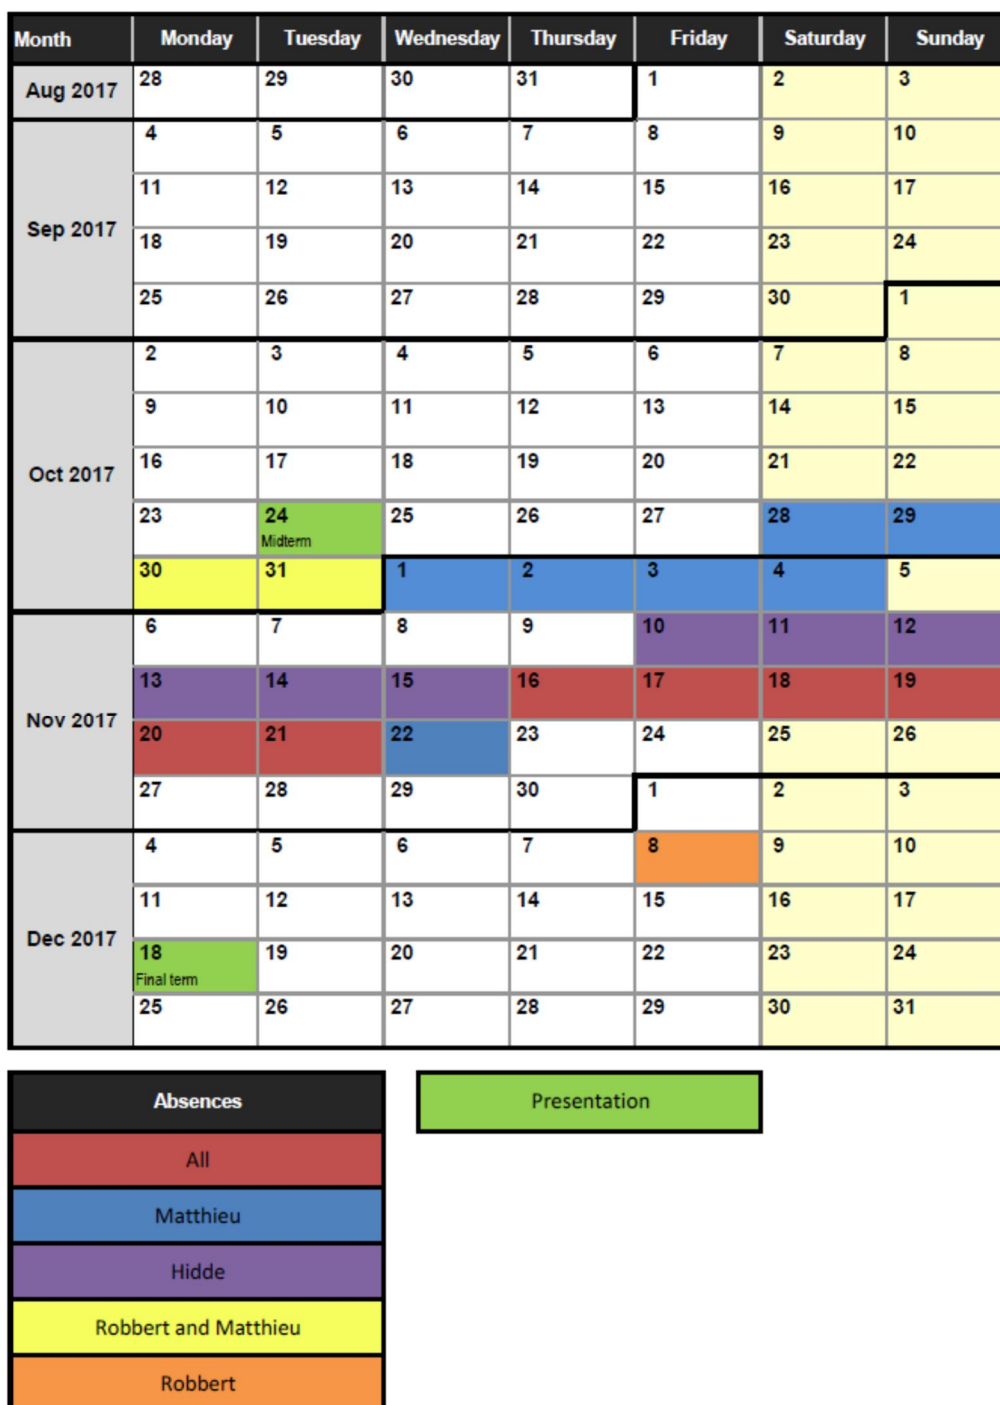 Month Monday Tuesday Wednesday Thursday Friday Saturday Sunday
Aug 2017 28 29 30 31 1 2 3
4 5 6 7 8 9 10
11 12 13 14 15 16 17
Sep 2017
18 19 20 21 22 23 24
25 26 27 28 29 30 1
2 3 4 5 6 7 8
9 10 11 12 13 14 15
Oct 2017 16 17 18 19 20 21 22
23 24 25 26 27 28 29
Midterm
30 31 1 2 3 4 5
6 7 8 9 10 11 12
13 14 15 16 17 18 19
Nov 2017
20 21 22 23 24 25 26
27 28 29 30 1 2 3
4 5 6 7 8 9 10
11 12 13 14 15 16 17
Dec 2017
18 19 20 21 22 23 24
Final term
25 26 27 28 29 30 31
Absences Presentation
All
Matthieu
Hidde
Robbert and Matthieu
Robbert